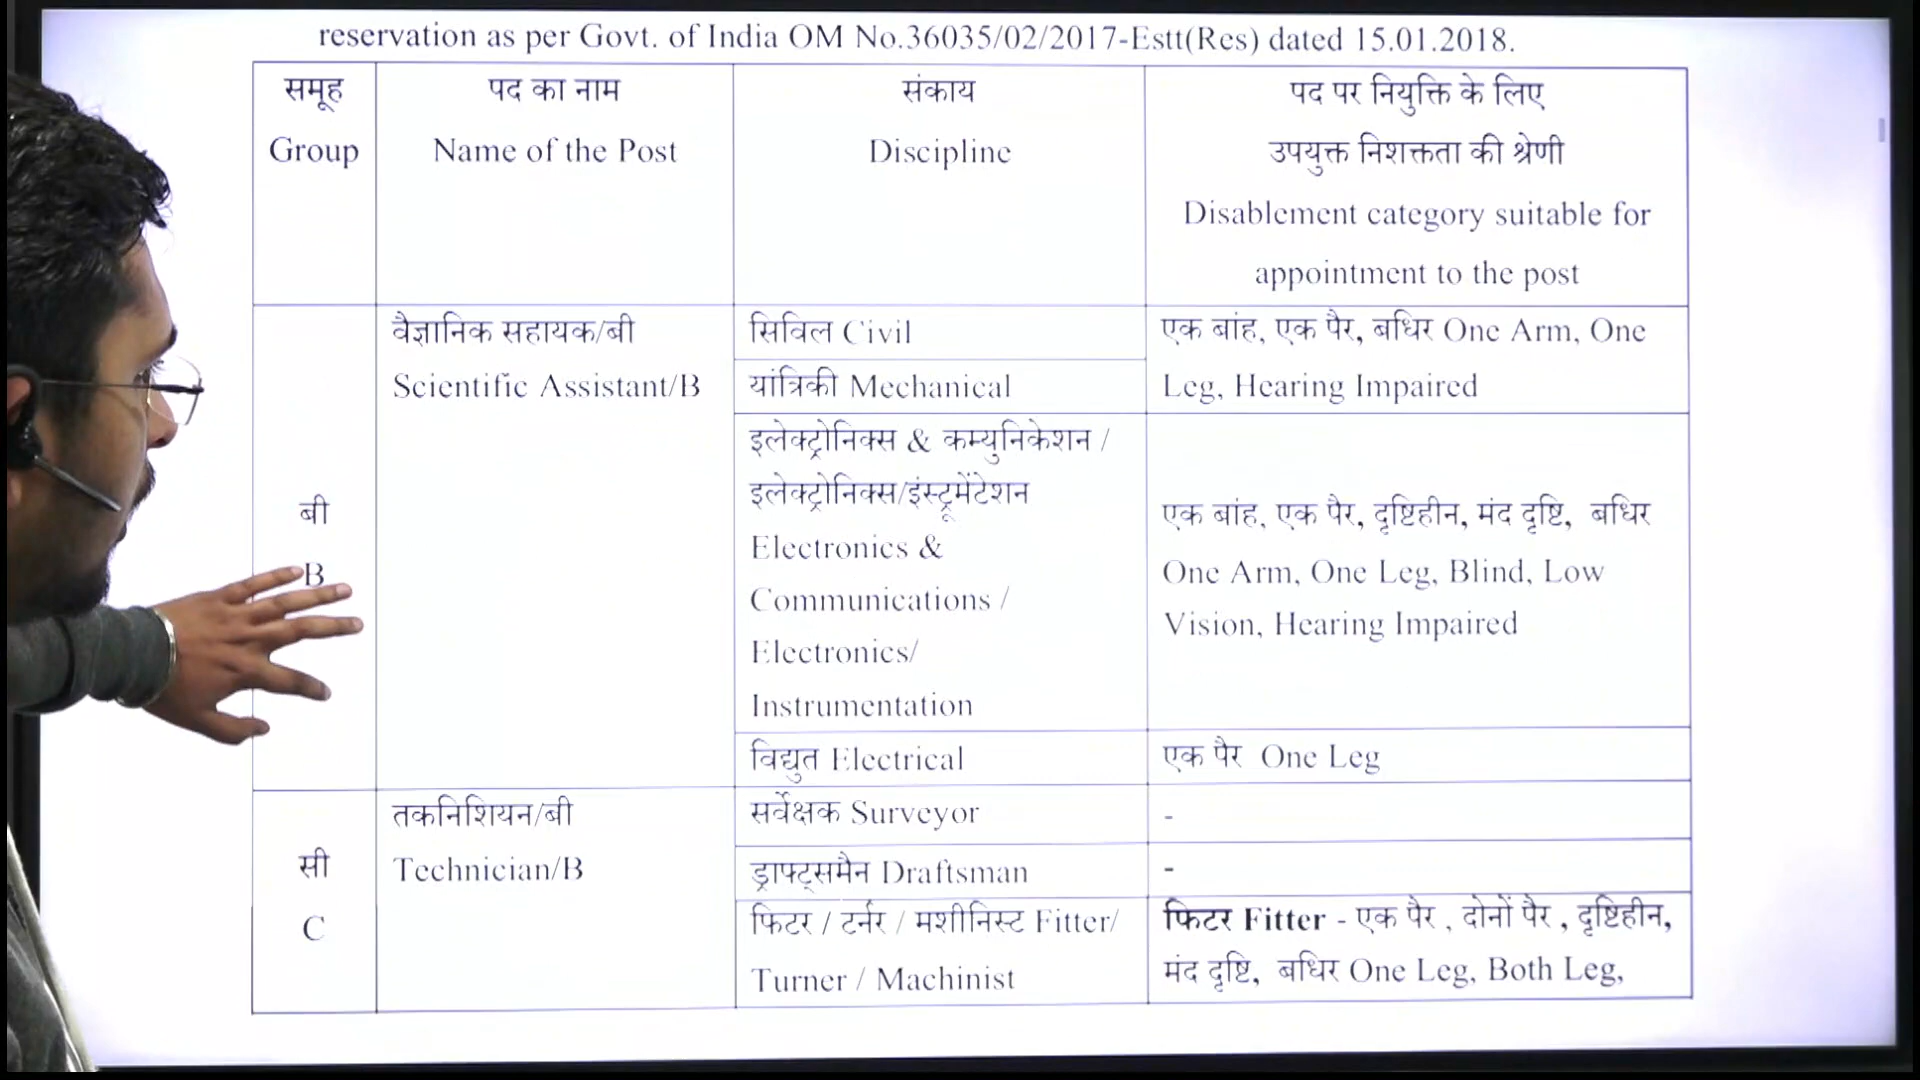 reservation as per Govt. of India OM No.36035/02/2017-Estt(Res) dated 15.01.2018.
समूह
Group
पद का नाम
Name of the Post
संकाय
Discipline
पद पर नियुक्ति के लिए
उपयुक्त निशक्तता की श्रेणी
Disablement category suitable for
appointment to the post
बी
B
वैज्ञानिक सहायक/बी
Scientific Assistant/B
सिविल Civil
यांत्रिकी Mechanical
एक बांह, एक पैर, बधिर One Arm, One
Leg, Hearing Impaired
इलेक्ट्रोनिक्स & कम्युनिकेशन /
इलेक्ट्रोनिक्स/इंस्ट्रूमेंटेशन
Electronics &
Communications /
Electronics/
Instrumentation
एक बांह, एक पैर, दृष्टिहीन, मंद दृष्टि, बधिर
One Arm, One Leg, Blind, Low
Vision, Hearing Impaired
विद्युत Electrical
एक पैर One Leg
सी
C
तकनिशियन/बी
Technician/B
सर्वेक्षक Surveyor
-
ड्राफ्ट्समैन Draftsman
-
फिटर / टर्नर / मशीनिस्ट Fitter/
Turner / Machinist
फिटर Fitter - एक पैर , दोनों पैर , दृष्टिहीन,
मंद दृष्टि, बधिर One Leg, Both Leg,